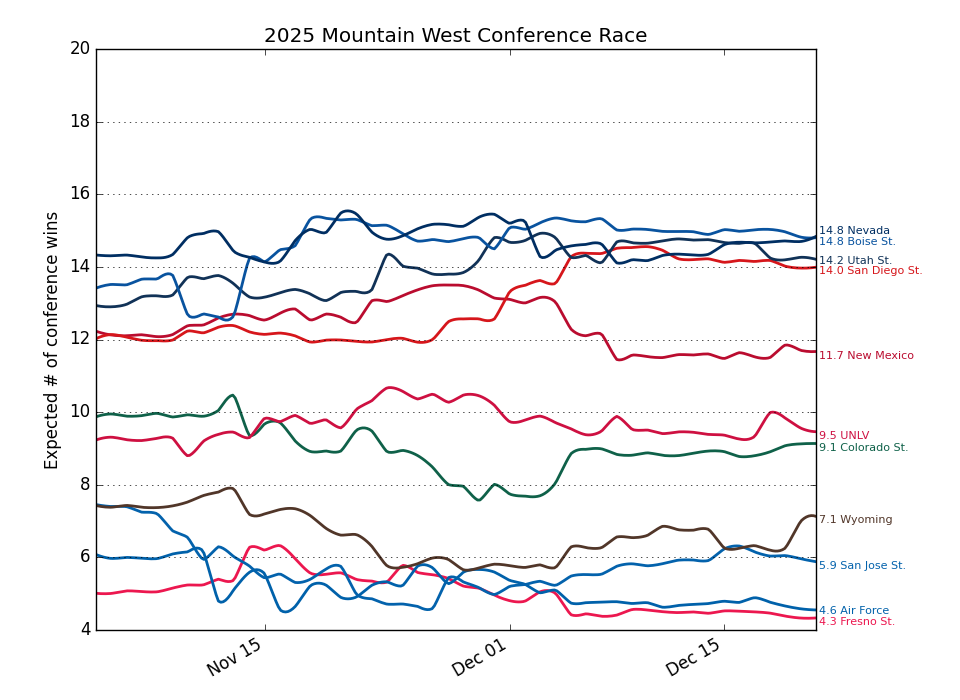 2025 Mountain West Conference Race
Expected # of conference wins
20
18
16
14
12
10
8
6
4
Nov 15
Dec 01
Dec 15
14.8 Nevada
14.8 Boise St.
14.2 Utah St.
14.0 San Diego St.
11.7 New Mexico
9.5 UNLV
9.1 Colorado St.
7.1 Wyoming
5.9 San Jose St.
4.6 Air Force
4.3 Fresno St.